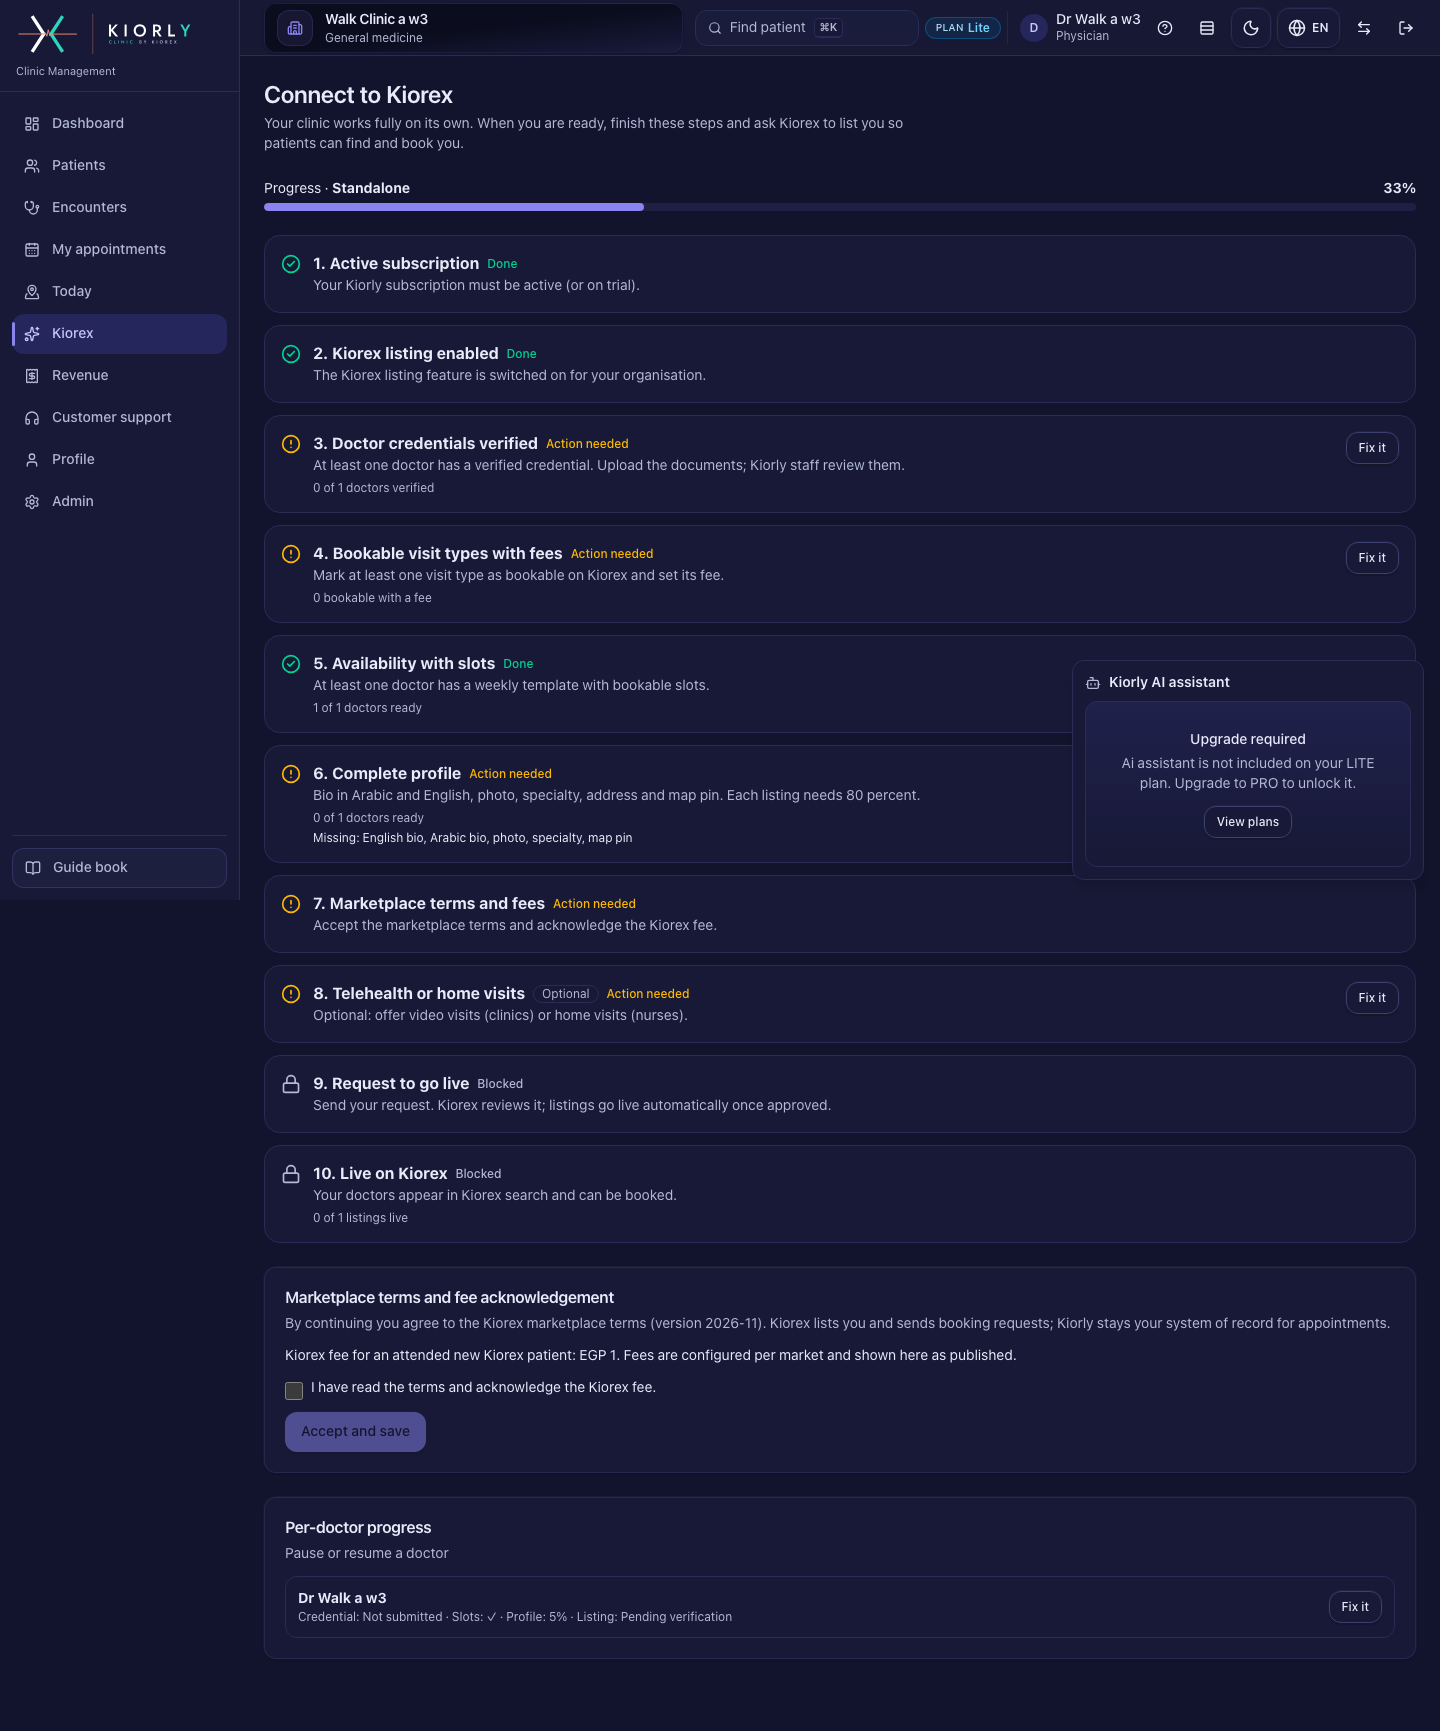 KIORLY
CLINIC BY KIOREX
Clinic Management
Walk Clinic a w3
General medicine
Find patient ⌘K
PLAN Lite
D
Dr Walk a w3
Physician
EN
Dashboard
Patients
Encounters
My appointments
Today
Kiorex
Revenue
Customer support
Profile
Admin
Guide book
Connect to Kiorex
Your clinic works fully on its own. When you are ready, finish these steps and ask Kiorex to list you so
patients can find and book you.
Progress · Standalone 33%
1. Active subscription Done
Your Kiorly subscription must be active (or on trial).
2. Kiorex listing enabled Done
The Kiorex listing feature is switched on for your organisation.
3. Doctor credentials verified Action needed
At least one doctor has a verified credential. Upload the documents; Kiorly staff review them.
0 of 1 doctors verified
Fix it
4. Bookable visit types with fees Action needed
Mark at least one visit type as bookable on Kiorex and set its fee.
0 bookable with a fee
Fix it
5. Availability with slots Done
At least one doctor has a weekly template with bookable slots.
1 of 1 doctors ready
6. Complete profile Action needed
Bio in Arabic and English, photo, specialty, address and map pin. Each listing needs 80 percent.
0 of 1 doctors ready
Missing: English bio, Arabic bio, photo, specialty, map pin
Kiorly AI assistant
Upgrade required
Ai assistant is not included on your LITE
plan. Upgrade to PRO to unlock it.
View plans
7. Marketplace terms and fees Action needed
Accept the marketplace terms and acknowledge the Kiorex fee.
8. Telehealth or home visits Optional Action needed
Optional: offer video visits (clinics) or home visits (nurses).
Fix it
9. Request to go live Blocked
Send your request. Kiorex reviews it; listings go live automatically once approved.
10. Live on Kiorex Blocked
Your doctors appear in Kiorex search and can be booked.
0 of 1 listings live
Marketplace terms and fee acknowledgement
By continuing you agree to the Kiorex marketplace terms (version 2026-11). Kiorex lists you and sends booking requests; Kiorly stays your system of record for appointments.
Kiorex fee for an attended new Kiorex patient: EGP 1. Fees are configured per market and shown here as published.
I have read the terms and acknowledge the Kiorex fee.
Accept and save
Per-doctor progress
Pause or resume a doctor
Dr Walk a w3
Credential: Not submitted · Slots: ✓ · Profile: 5% · Listing: Pending verification
Fix it